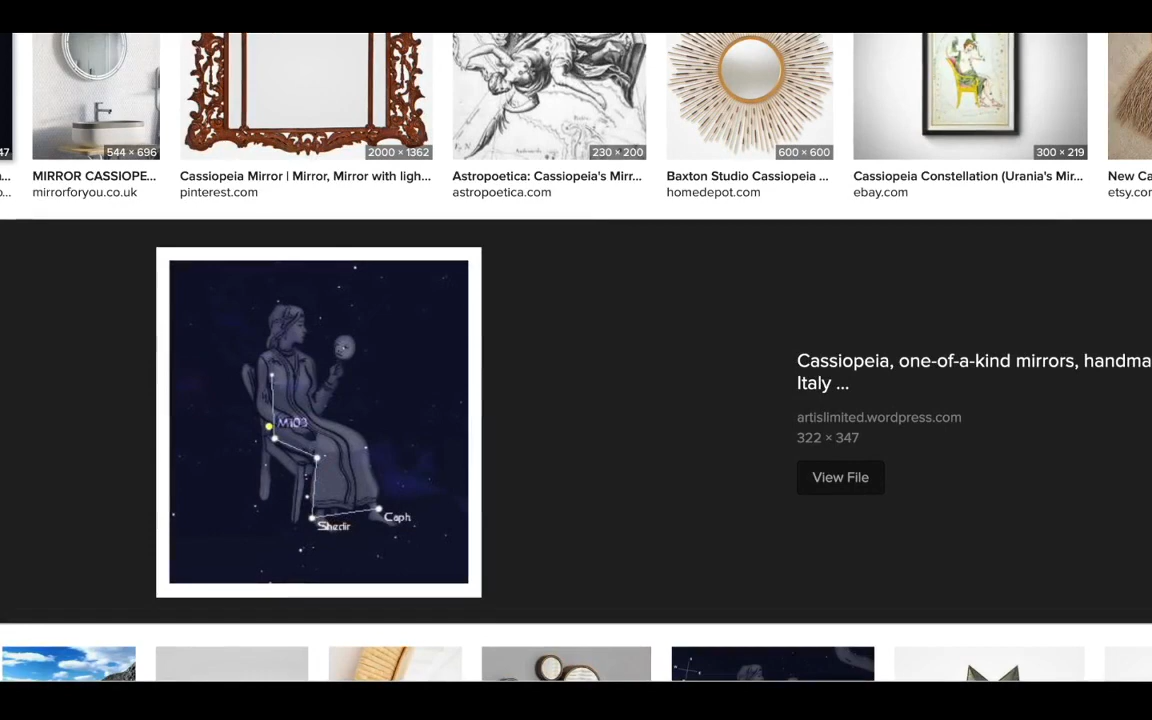 47
544 × 696
2000 × 1362
230 × 200
600 × 600
300 × 219
...
MIRROR CASSIOPE...
Cassiopeia Mirror | Mirror, Mirror with ligh...
Astropoetica: Cassiopeia's Mirr...
Baxton Studio Cassiopeia ...
Cassiopeia Constellation (Urania's Mir...
New Ca
...
mirrorforyou.co.uk
pinterest.com
astropoetica.com
homedepot.com
ebay.com
etsy.cor
M103
Shedir
Caph
Cassiopeia, one-of-a-kind mirrors, handma
Italy ...
artislimited.wordpress.com
322 × 347
View File